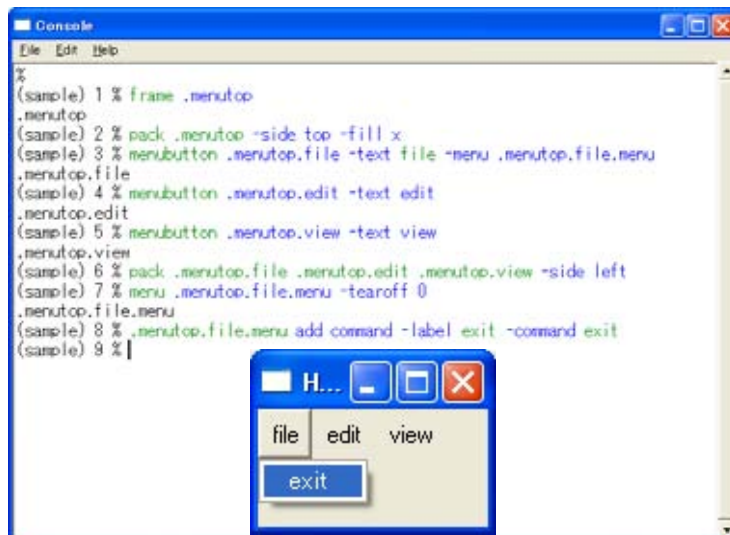 Console
File Edit Help
%
(sample) 1 % frame .menutop
.menutop
(sample) 2 % pack .menutop -side top -fill x
(sample) 3 % menubutton .menutop.file -text file -menu .menutop.file.menu
.menutop.file
(sample) 4 % menubutton .menutop.edit -text edit
.menutop.edit
(sample) 5 % menubutton .menutop.view -text view
.menutop.view
(sample) 6 % pack .menutop.file .menutop.edit .menutop.view -side left
(sample) 7 % menu .menutop.file.menu -tearoff 0
.menutop.file.menu
(sample) 8 % .menutop.file.menu add command -label exit -command exit
(sample) 9 %
H...
file edit view
exit